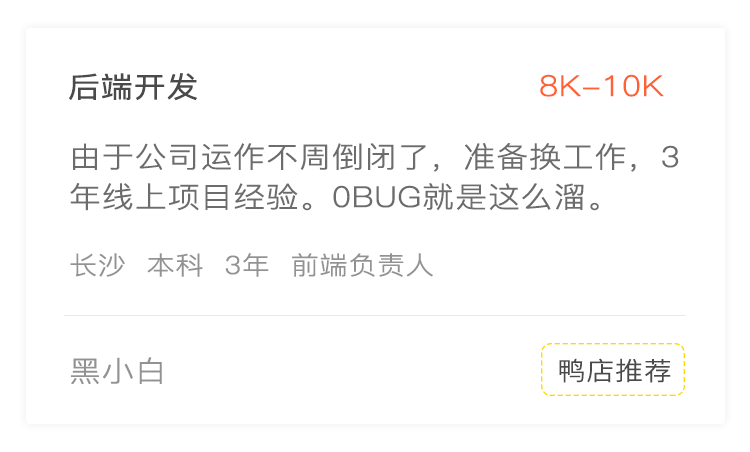 后端开发 8K-10K
由于公司运作不周倒闭了，准备换工作，3
年线上项目经验。0BUG就是这么溜。
长沙 本科 3年 前端负责人
黑小白 鸭店推荐